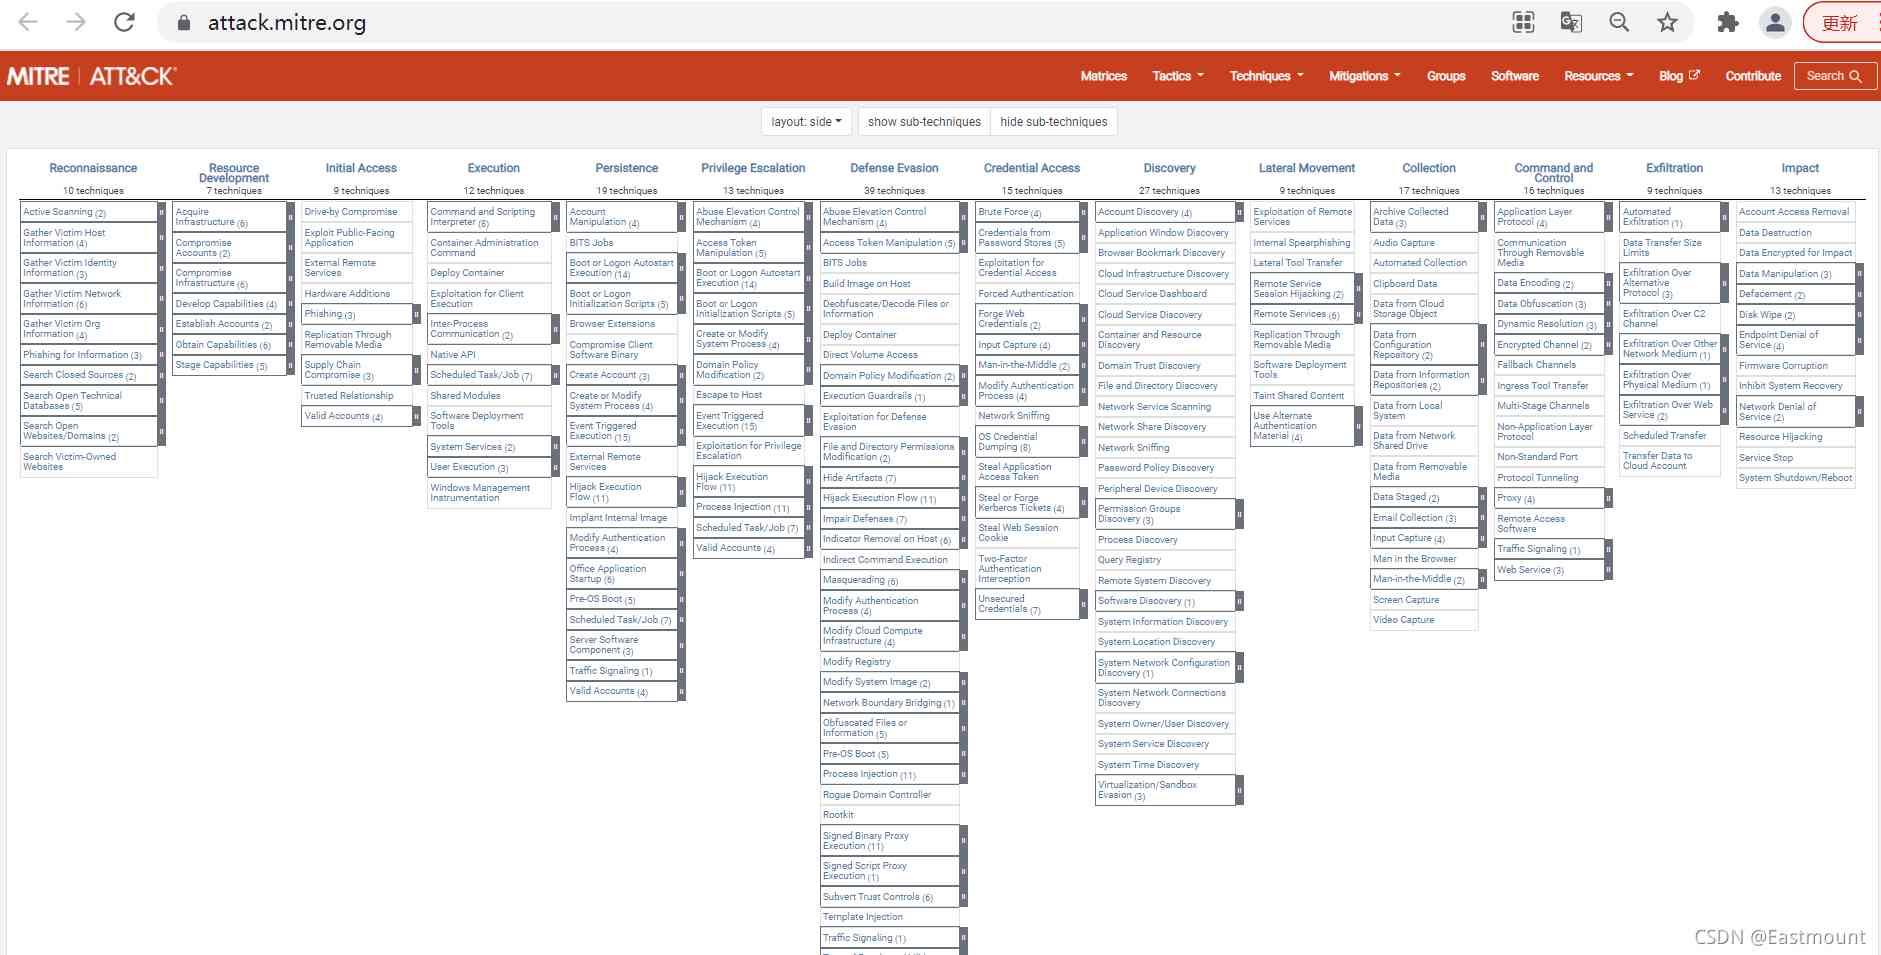 attack.mitre.org
更新
MITRE | ATT&CK®
Matrices
Tactics
Techniques
Mitigations
Groups
Software
Resources
Blog
Contribute
Search
layout: side
show sub-techniques
hide sub-techniques
Reconnaissance
10 techniques
Active Scanning (2)
Gather Victim Host
Information (4)
Gather Victim Identity
Information (3)
Gather Victim Network
Information (6)
Gather Victim Org
Information (4)
Phishing for Information (3)
Search Closed Sources (2)
Search Open Technical
Databases (5)
Search Open
Websites/Domains (2)
Search Victim-Owned
Websites
Resource
Development
7 techniques
Acquire
Infrastructure (6)
Compromise
Accounts (2)
Compromise
Infrastructure (6)
Develop Capabilities (4)
Establish Accounts (2)
Obtain Capabilities (6)
Stage Capabilities (5)
Initial Access
9 techniques
Drive-by Compromise
Exploit Public-Facing
Application
External Remote
Services
Hardware Additions
Phishing (3)
Replication Through
Removable Media
Supply Chain
Compromise (3)
Trusted Relationship
Valid Accounts (4)
Execution
12 techniques
Command and Scripting
Interpreter (8)
Container Administration
Command
Deploy Container
Exploitation for Client
Execution
Inter-Process
Communication (2)
Native API
Scheduled Task/Job (7)
Shared Modules
Software Deployment
Tools
System Services (2)
User Execution (3)
Windows Management
Instrumentation
Persistence
19 techniques
Account
Manipulation (4)
BITS Jobs
Boot or Logon Autostart
Execution (14)
Boot or Logon
Initialization Scripts (5)
Browser Extensions
Compromise Client
Software Binary
Create Account (3)
Create or Modify
System Process (4)
Event Triggered
Execution (15)
External Remote
Services
Hijack Execution
Flow (11)
Implant Internal Image
Modify Authentication
Process (4)
Office Application
Startup (6)
Pre-OS Boot (5)
Scheduled Task/Job (7)
Server Software
Component (3)
Traffic Signaling (1)
Valid Accounts (4)
Privilege Escalation
13 techniques
Abuse Elevation Control
Mechanism (4)
Access Token
Manipulation (5)
Boot or Logon Autostart
Execution (14)
Boot or Logon
Initialization Scripts (5)
Create or Modify
System Process (4)
Domain Policy
Modification (2)
Escape to Host
Event Triggered
Execution (15)
Exploitation for Privilege
Escalation
Hijack Execution
Flow (11)
Process Injection (11)
Scheduled Task/Job (7)
Valid Accounts (4)
Defense Evasion
39 techniques
Abuse Elevation Control
Mechanism (4)
Access Token Manipulation (5)
BITS Jobs
Build Image on Host
Deobfuscate/Decode Files or
Information
Deploy Container
Direct Volume Access
Domain Policy Modification (2)
Execution Guardrails (1)
Exploitation for Defense
Evasion
File and Directory Permissions
Modification (2)
Hide Artifacts (7)
Hijack Execution Flow (11)
Impair Defenses (7)
Indicator Removal on Host (6)
Indirect Command Execution
Masquerading (6)
Modify Authentication
Process (4)
Modify Cloud Compute
Infrastructure (4)
Modify Registry
Modify System Image (2)
Network Boundary Bridging (1)
Obfuscated Files or
Information (5)
Pre-OS Boot (5)
Process Injection (11)
Rogue Domain Controller
Rootkit
Signed Binary Proxy
Execution (11)
Signed Script Proxy
Execution (1)
Subvert Trust Controls (6)
Template Injection
Traffic Signaling (1)
Credential Access
15 techniques
Brute Force (4)
Credentials from
Password Stores (5)
Exploitation for
Credential Access
Forced Authentication
Forge Web
Credentials (2)
Input Capture (4)
Man-in-the-Middle (2)
Modify Authentication
Process (4)
Network Sniffing
OS Credential
Dumping (8)
Steal Application
Access Token
Steal or Forge
Kerberos Tickets (4)
Steal Web Session
Cookie
Two-Factor
Authentication
Interception
Unsecured
Credentials (7)
Discovery
27 techniques
Account Discovery (4)
Application Window Discovery
Browser Bookmark Discovery
Cloud Infrastructure Discovery
Cloud Service Dashboard
Cloud Service Discovery
Container and Resource
Discovery
Domain Trust Discovery
File and Directory Discovery
Network Service Scanning
Network Share Discovery
Network Sniffing
Password Policy Discovery
Peripheral Device Discovery
Permission Groups
Discovery (3)
Process Discovery
Query Registry
Remote System Discovery
Software Discovery (1)
System Information Discovery
System Location Discovery
System Network Configuration
Discovery (1)
System Network Connections
Discovery
System Owner/User Discovery
System Service Discovery
System Time Discovery
Virtualization/Sandbox
Evasion (3)
Lateral Movement
9 techniques
Exploitation of Remote
Services
Internal Spearphishing
Lateral Tool Transfer
Remote Service
Session Hijacking (2)
Remote Services (6)
Replication Through
Removable Media
Software Deployment
Tools
Taint Shared Content
Use Alternate
Authentication
Material (4)
Collection
17 techniques
Archive Collected
Data (3)
Audio Capture
Automated Collection
Clipboard Data
Data from Cloud
Storage Object
Data from
Configuration
Repository (2)
Data from Information
Repositories (2)
Data from Local
System
Data from Network
Shared Drive
Data from Removable
Media
Data Staged (2)
Email Collection (3)
Input Capture (4)
Man in the Browser
Man-in-the-Middle (2)
Screen Capture
Video Capture
Command and
Control
16 techniques
Application Layer
Protocol (4)
Communication
Through Removable
Media
Data Encoding (2)
Data Obfuscation (3)
Dynamic Resolution (3)
Encrypted Channel (2)
Fallback Channels
Ingress Tool Transfer
Multi-Stage Channels
Non-Application Layer
Protocol
Non-Standard Port
Protocol Tunneling
Proxy (4)
Remote Access
Software
Traffic Signaling (1)
Web Service (3)
Exfiltration
9 techniques
Automated
Exfiltration (1)
Data Transfer Size
Limits
Exfiltration Over
Alternative
Protocol (3)
Exfiltration Over C2
Channel
Exfiltration Over Other
Network Medium (1)
Exfiltration Over
Physical Medium (1)
Exfiltration Over Web
Service (2)
Scheduled Transfer
Transfer Data to
Cloud Account
Impact
13 techniques
Account Access Removal
Data Destruction
Data Encrypted for Impact
Data Manipulation (3)
Defacement (2)
Disk Wipe (2)
Endpoint Denial of
Service (4)
Firmware Corruption
Inhibit System Recovery
Network Denial of
Service (2)
Resource Hijacking
Service Stop
System Shutdown/Reboot
CSDN @Eastmount